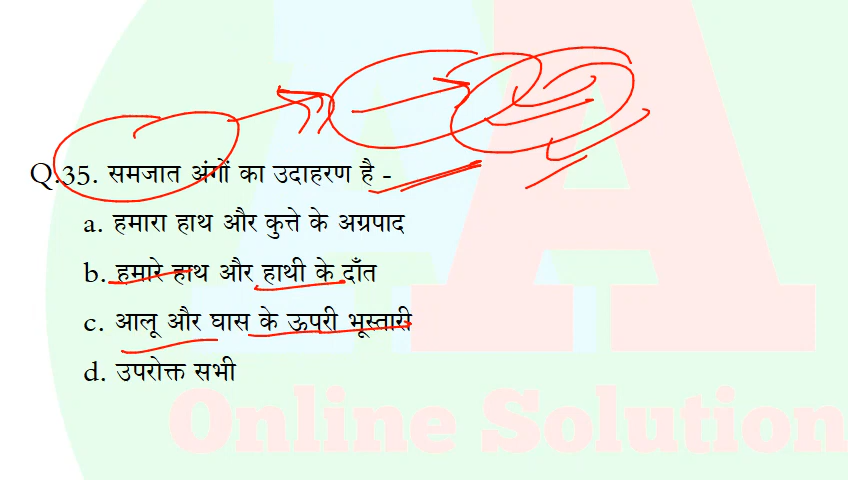 Q.35. समजात अंगों का उदाहरण है -
a. हमारा हाथ और कुत्ते के अग्रपाद
b. हमारे हाथ और हाथी के दाँत
c. आलू और घास के ऊपरी भूस्तारी
d. उपरोक्त सभी
Online Solution